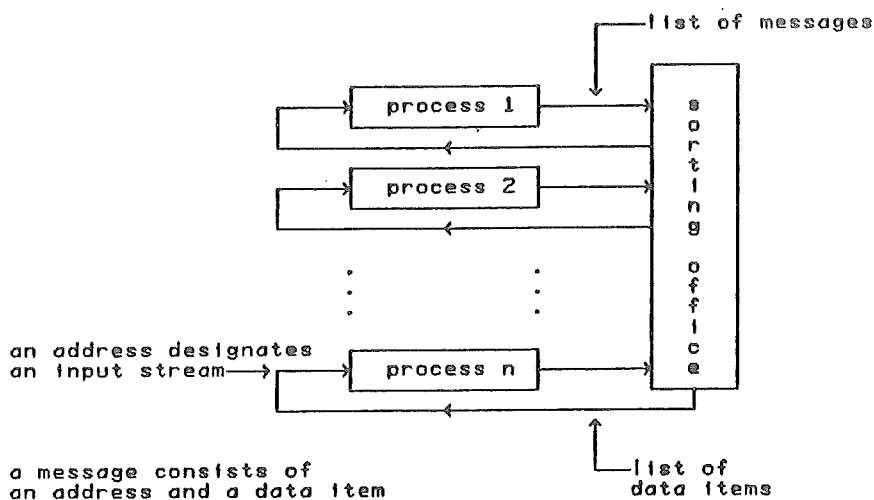 list of messages
process 1
process 2
sorting office
an address designates
an input stream
process n
a message consists of
an address and a data item
list of
data items